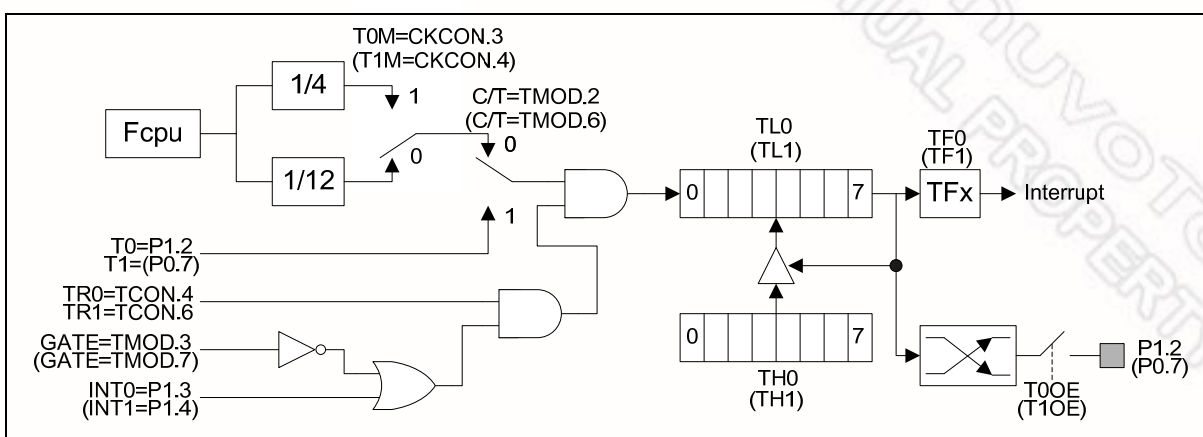 T0M=CKCON.3
(T1M=CKCON.4)
1/4
1
C/T=TMOD.2
(C/T=TMOD.6)
Fcpu
0
0
1/12
1
TL0
(TL1)
0
7
TF0
(TF1)
TFx
Interrupt
T0=P1.2
T1=(P0.7)
TR0=TCON.4
TR1=TCON.6
GATE=TMOD.3
(GATE=TMOD.7)
INT0=P1.3
(INT1=P1.4)
0
7
TH0
(TH1)
P1.2
(P0.7)
T0OE
(T1OE)
nuvoTo
UAL PROPERTY